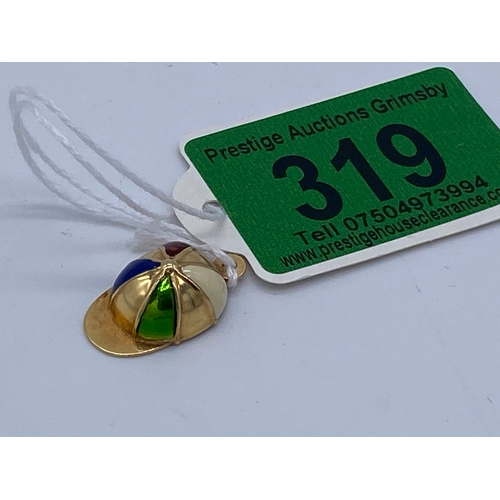 Prestige Auctions Grimsby
319
Tell 07504973994
www.prestigehouseclearance.co